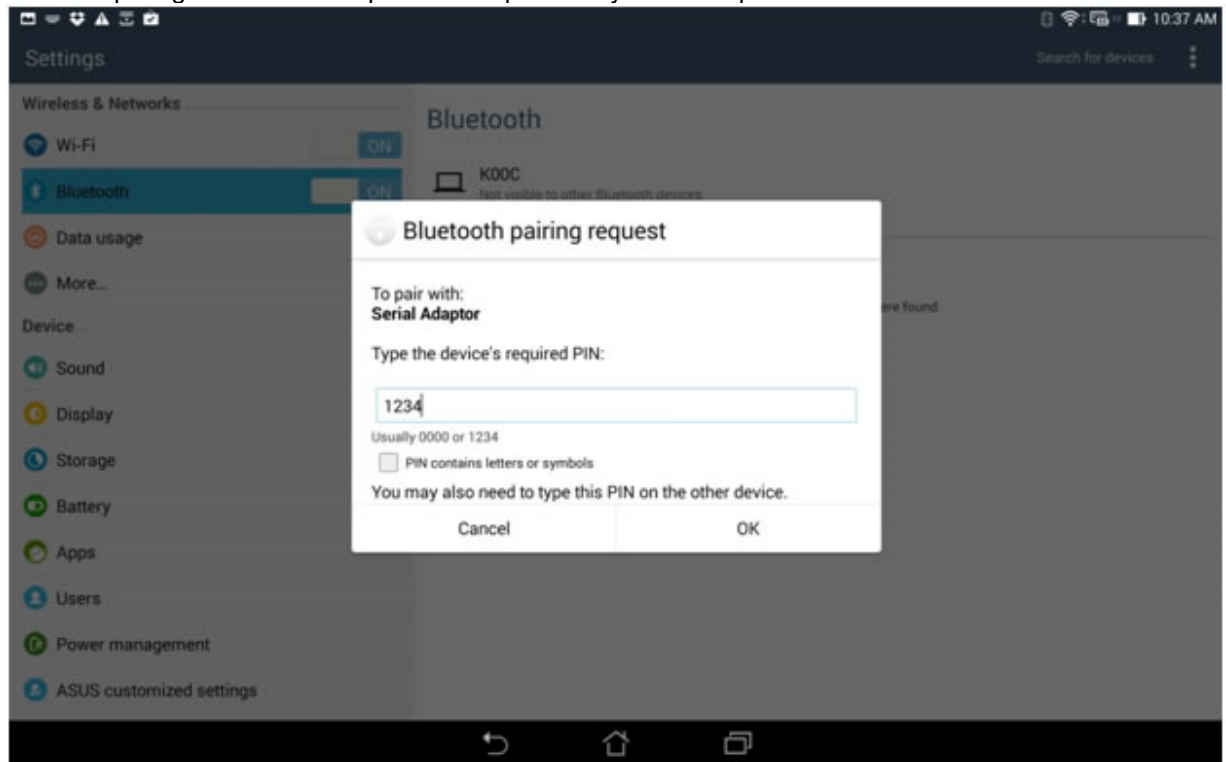 10:37 AM
Settings
Search for devices
Wireless & Networks
Wi-Fi
ON
Bluetooth
ON
Data usage
More...
Device
Sound
Display
Storage
Battery
Apps
Users
Power management
ASUS customized settings
Bluetooth
K00C
Not visible to other Bluetooth devices
ere found.
Bluetooth pairing request
To pair with:
Serial Adaptor
Type the device's required PIN:
1234
Usually 0000 or 1234
PIN contains letters or symbols
You may also need to type this PIN on the other device.
Cancel
OK